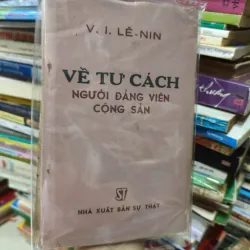 V. I. LÊ-NIN
VỀ TƯ CÁCH
NGƯỜI ĐẢNG VIÊN
CỘNG SẢN
ST
NHÀ XUẤT BẢN SỰ THẬT